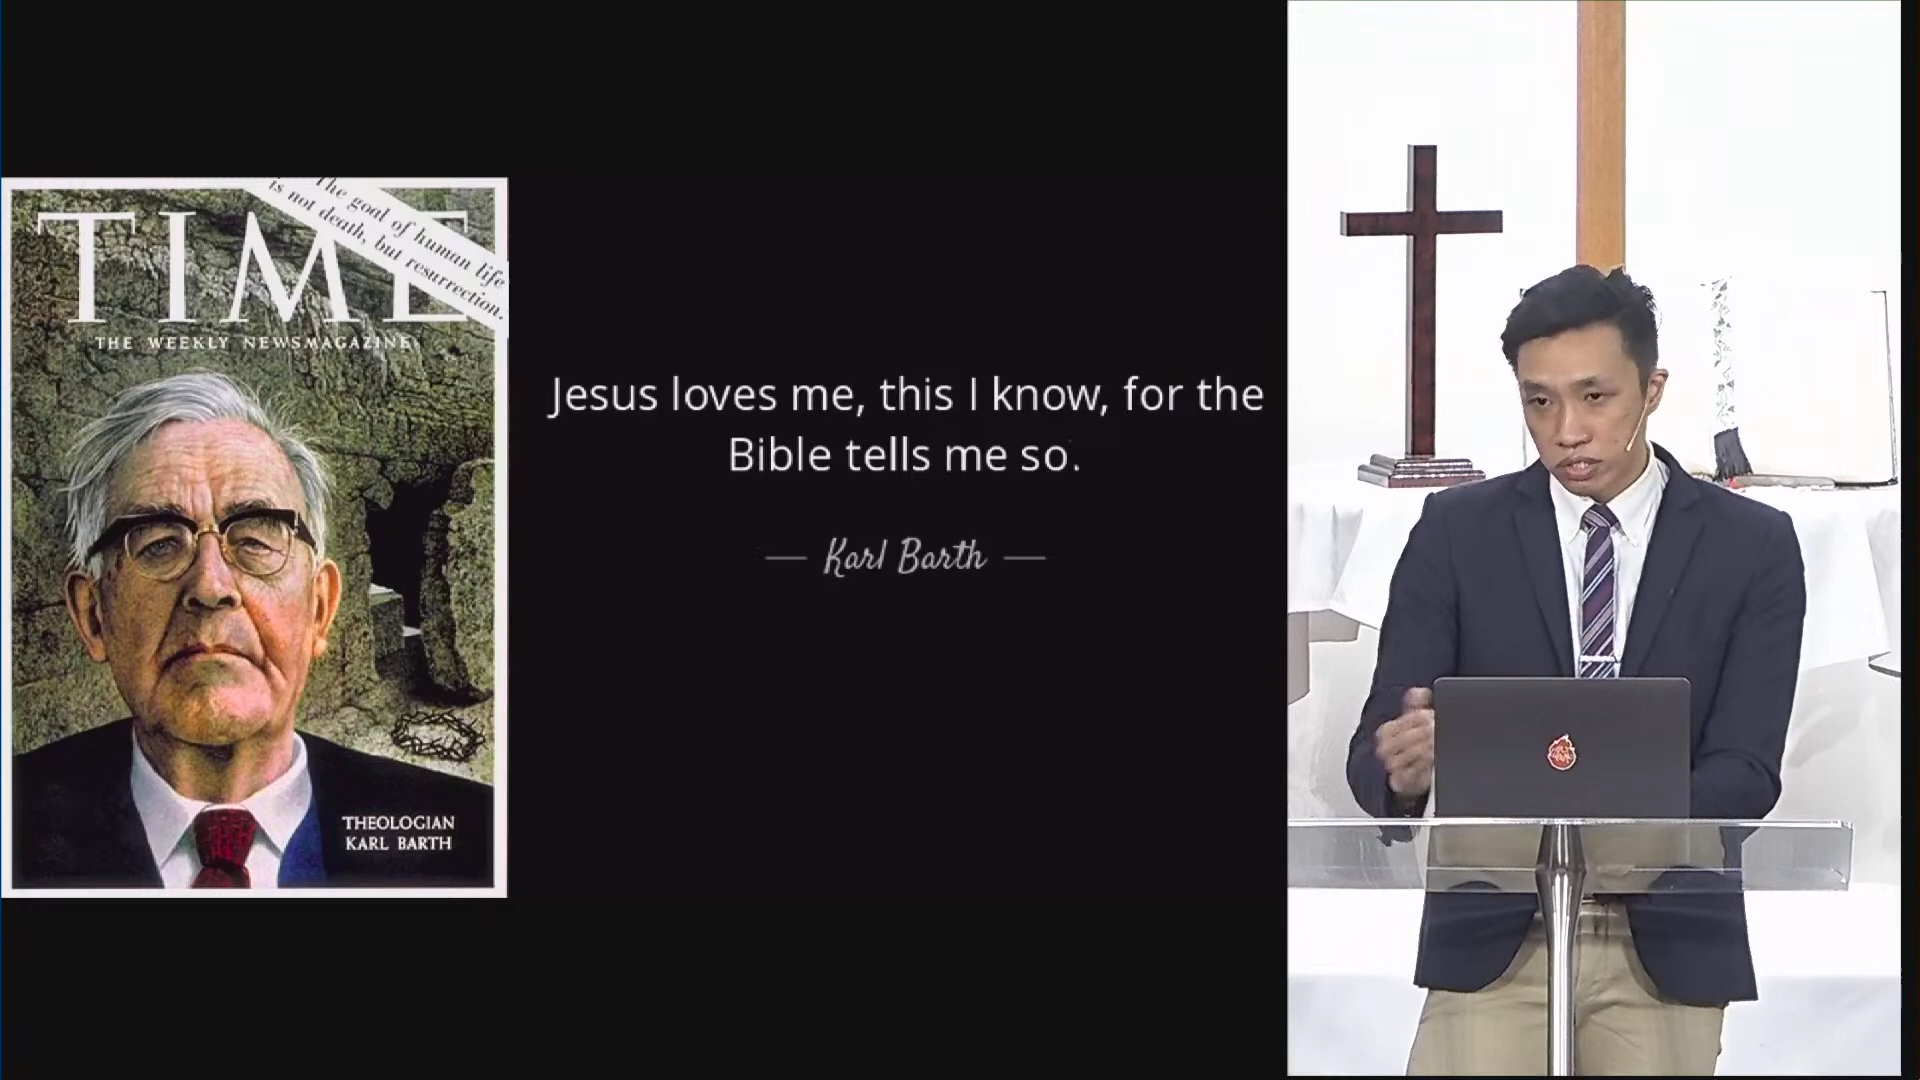 The goal of human life
is not death, but resurrection.
TIME
THE WEEKLY NEWSMAGAZINE
THEOLOGIAN
KARL BARTH
Jesus loves me, this I know, for the
Bible tells me so.
— Karl Barth —